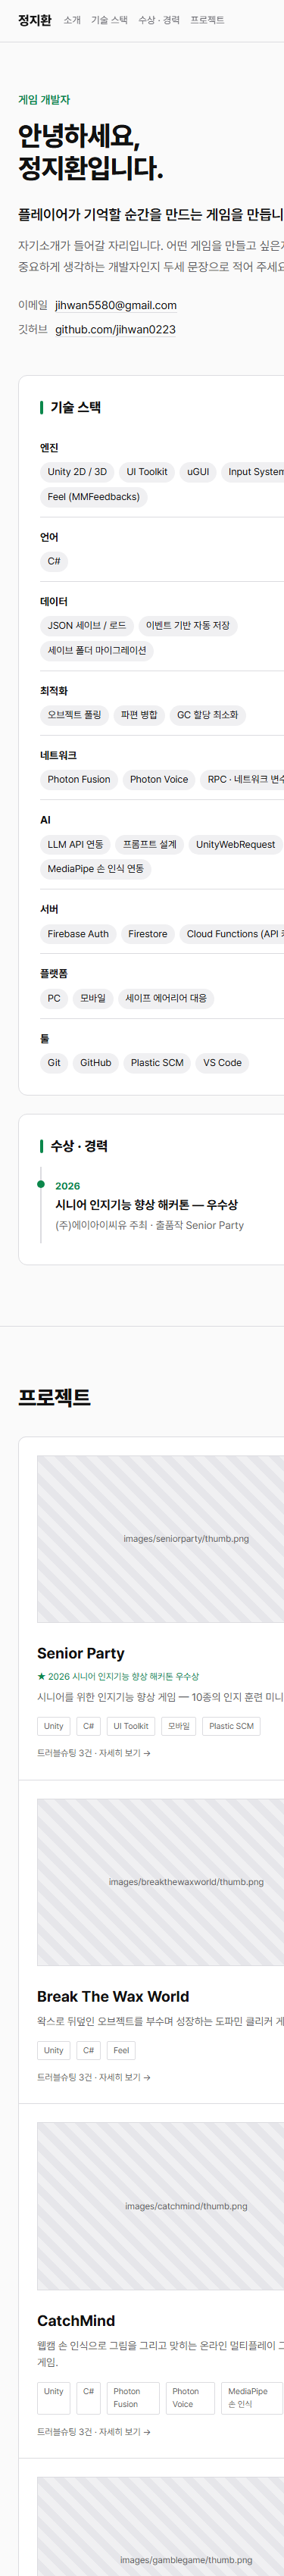 정지환 소개 기술 스택 수상 · 경력 프로젝트
게임 개발자
안녕하세요,
정지환입니다.
플레이어가 기억할 순간을 만드는 게임을 만듭니
자기소개가 들어갈 자리입니다. 어떤 게임을 만들고 싶은지
중요하게 생각하는 개발자인지 두세 문장으로 적어 주세요
이메일 jihwan5580@gmail.com
깃허브 github.com/jihwan0223
기술 스택
엔진
Unity 2D / 3D UI Toolkit uGUI Input System
Feel (MMFeedbacks)
언어
C#
데이터
JSON 세이브 / 로드 이벤트 기반 자동 저장
세이브 폴더 마이그레이션
최적화
오브젝트 풀링 파편 병합 GC 할당 최소화
네트워크
Photon Fusion Photon Voice RPC · 네트워크 변수
AI
LLM API 연동 프롬프트 설계 UnityWebRequest
MediaPipe 손 인식 연동
서버
Firebase Auth Firestore Cloud Functions (API
플랫폼
PC 모바일 세이프 에어리어 대응
툴
Git GitHub Plastic SCM VS Code
수상 · 경력
2026
시니어 인지기능 향상 해커톤 — 우수상
(주)에이아이씨유 주최 · 출품작 Senior Party
프로젝트
images/seniorparty/thumb.png
Senior Party
★ 2026 시니어 인지기능 향상 해커톤 우수상
시니어를 위한 인지기능 향상 게임 — 10종의 인지 훈련 미니
Unity C# UI Toolkit 모바일 Plastic SCM
트러블슈팅 3건 · 자세히 보기 →
images/breakthewaxworld/thumb.png
Break The Wax World
왁스로 뒤덮인 오브젝트를 부수며 성장하는 도파민 클리커 게
Unity C# Feel
트러블슈팅 3건 · 자세히 보기 →
images/catchmind/thumb.png
CatchMind
웹캠 손 인식으로 그림을 그리고 맞히는 온라인 멀티플레이 그
게임.
Unity C# Photon Fusion Photon Voice MediaPipe 손 인식
트러블슈팅 3건 · 자세히 보기 →
images/gamblegame/thumb.png